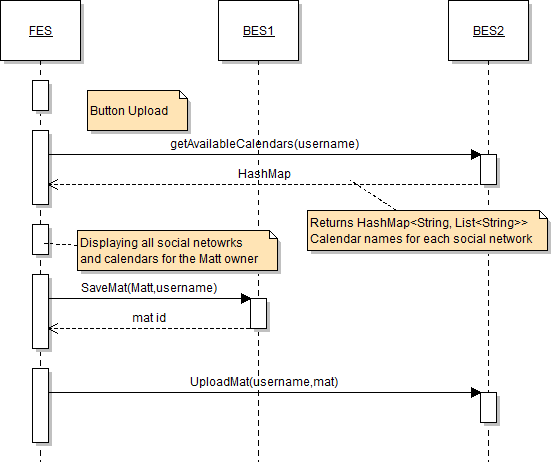 FES
BES1
BES2
Button Upload
getAvailableCalendars(username)
HashMap
Returns HashMap<String, List<String>>
Calendar names for each social network
Displaying all social netowrks
and calendars for the Matt owner
SaveMat(Matt,username)
mat id
UploadMat(username,mat)